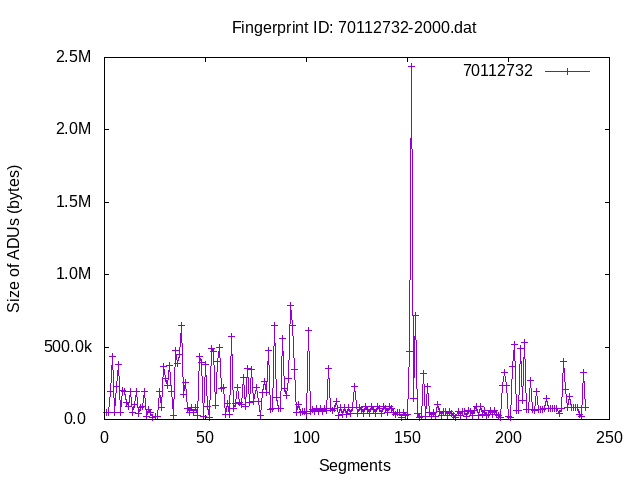 Fingerprint ID: 70112732-2000.dat
2.5M
70112732
2.0M
1.5M
1.0M
500.0k
0.0
0 50 100 150 200 250
Size of ADUs (bytes)
Segments